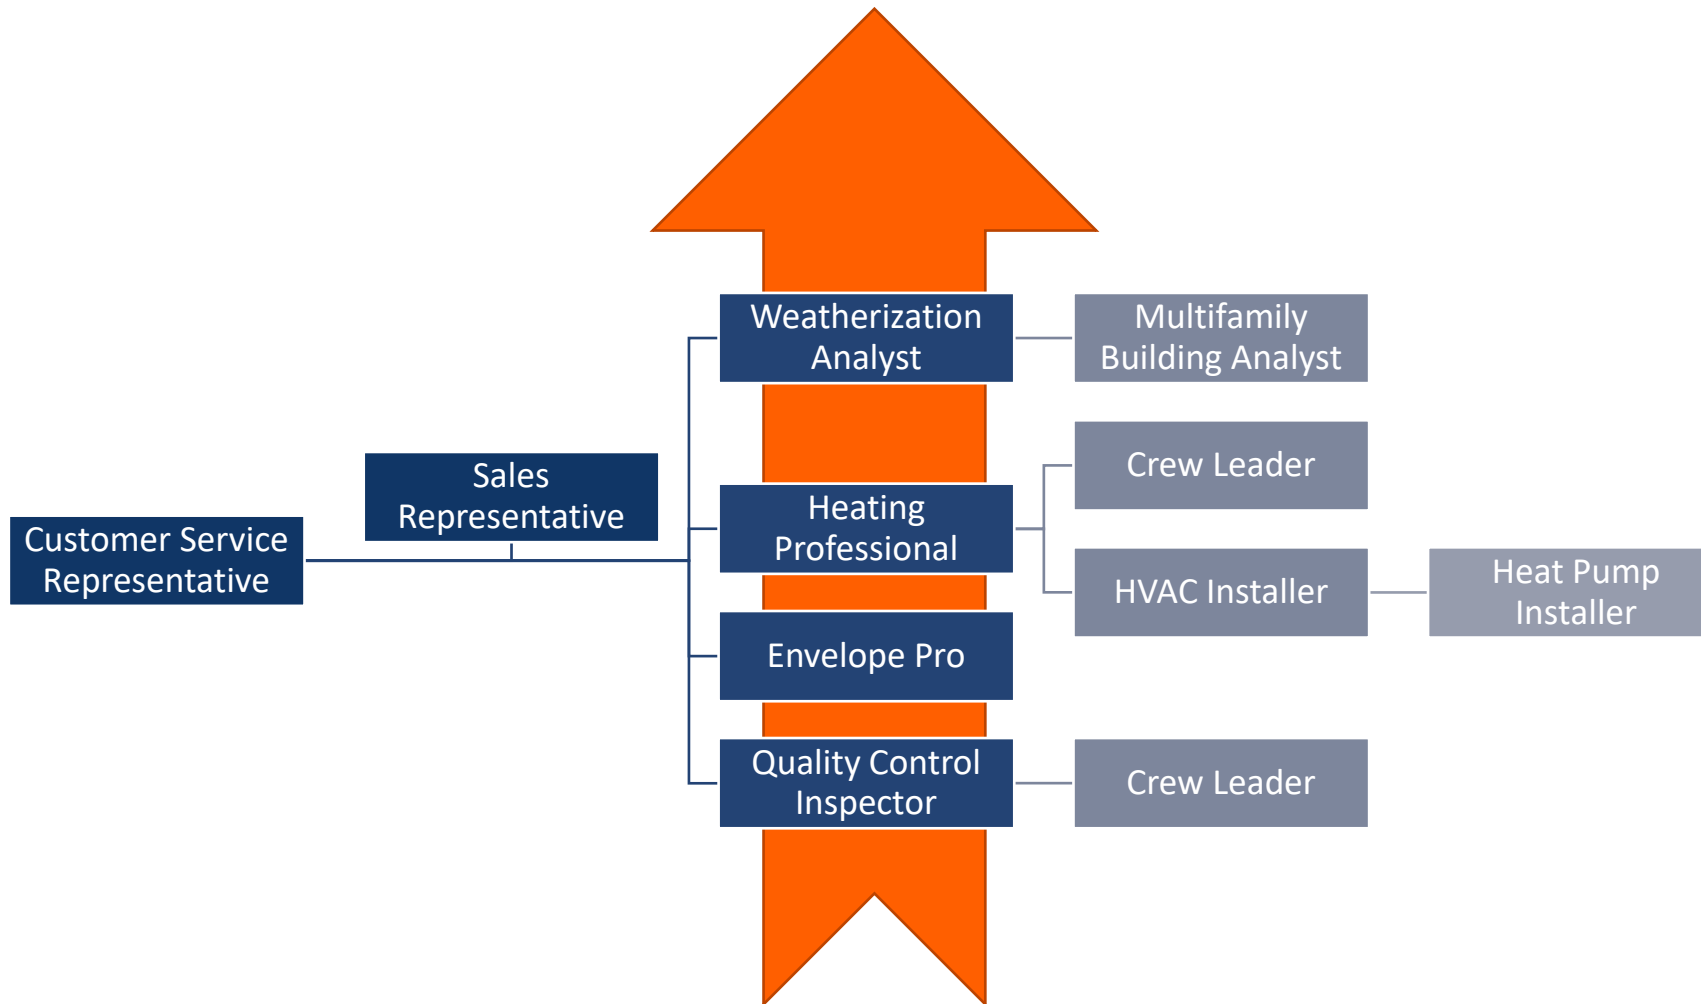 Customer Service
Representative
Sales
Representative
Weatherization
Analyst
Heating
Professional
Envelope Pro
Quality Control
Inspector
Multifamily
Building Analyst
Crew Leader
HVAC Installer
Crew Leader
Heat Pump
Installer